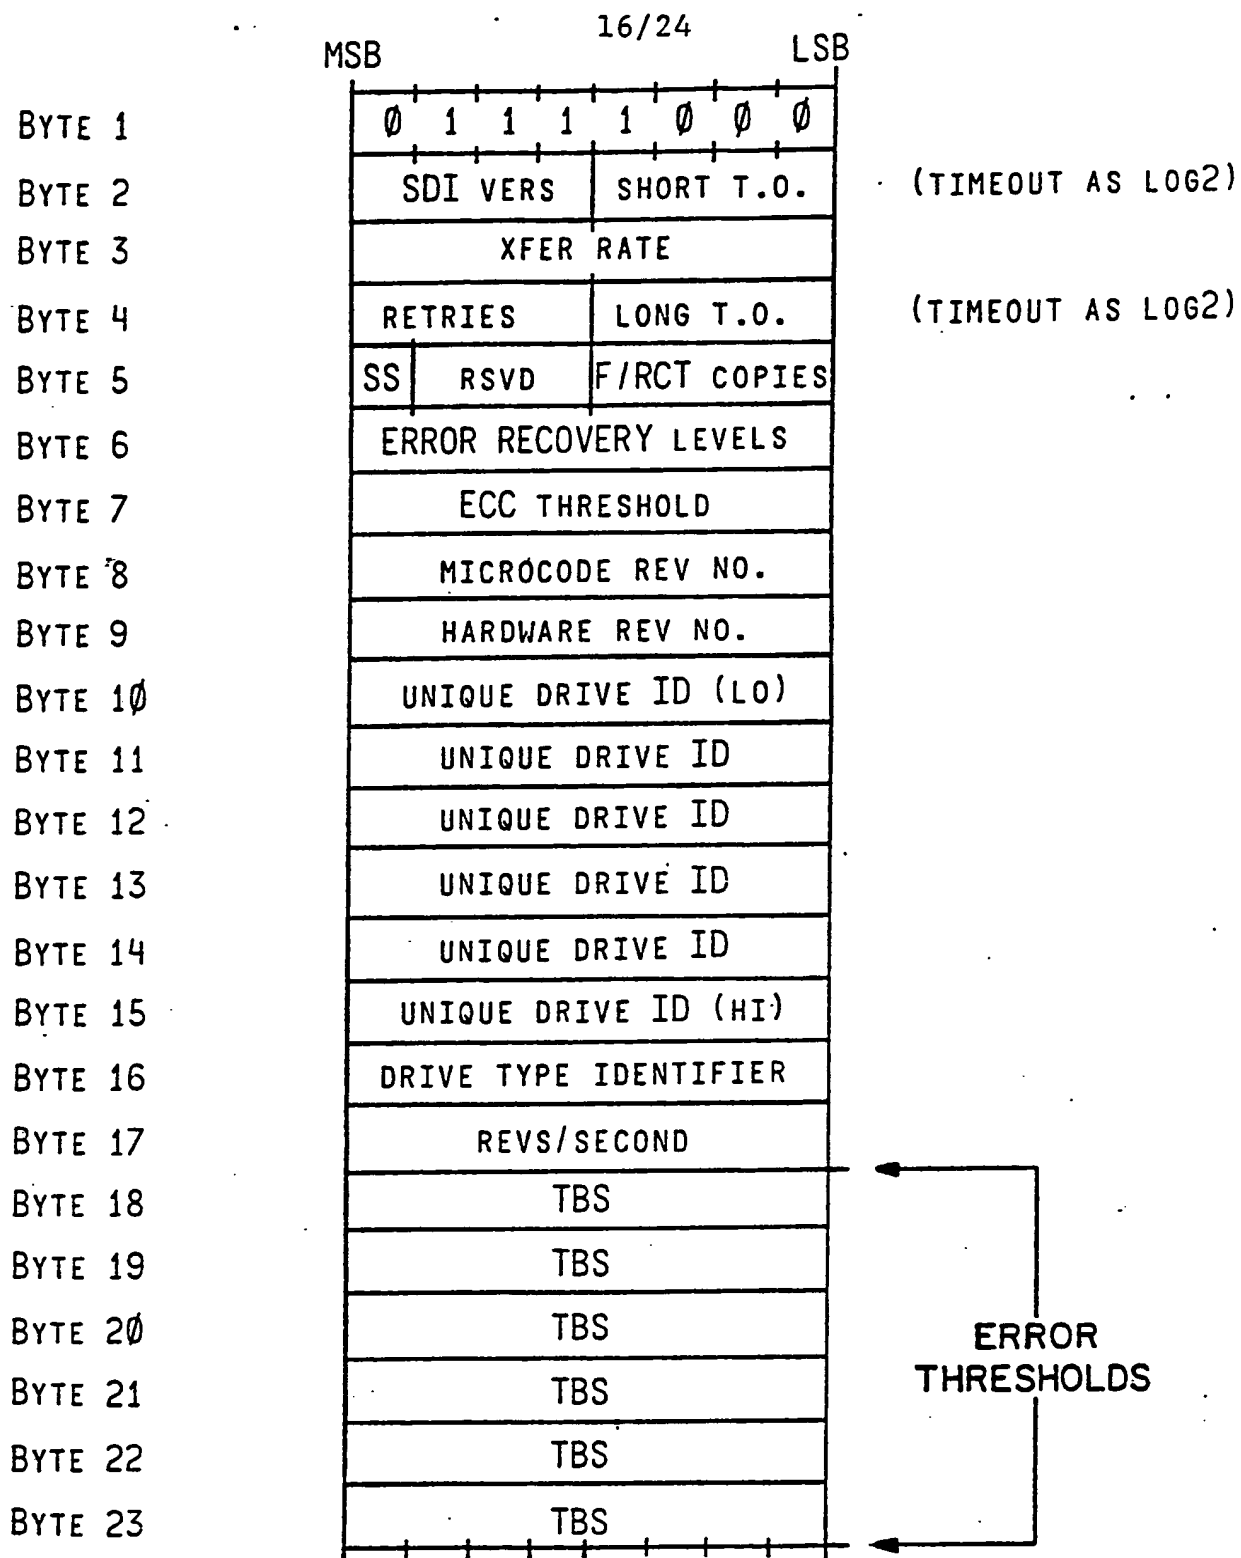 16/24
MSB LSB
BYTE 1 Ø 1 1 1 1 Ø Ø Ø
BYTE 2 SDI VERS SHORT T.O. (TIMEOUT AS LOG2)
BYTE 3 XFER RATE
BYTE 4 RETRIES LONG T.O. (TIMEOUT AS LOG2)
BYTE 5 SS RSVD F/RCT COPIES
BYTE 6 ERROR RECOVERY LEVELS
BYTE 7 ECC THRESHOLD
BYTE 8 MICROCODE REV NO.
BYTE 9 HARDWARE REV NO.
BYTE 1Ø UNIQUE DRIVE ID (LO)
BYTE 11 UNIQUE DRIVE ID
BYTE 12 UNIQUE DRIVE ID
BYTE 13 UNIQUE DRIVE ID
BYTE 14 UNIQUE DRIVE ID
BYTE 15 UNIQUE DRIVE ID (HI)
BYTE 16 DRIVE TYPE IDENTIFIER
BYTE 17 REVS/SECOND
BYTE 18 TBS
BYTE 19 TBS
BYTE 2Ø TBS
BYTE 21 TBS
BYTE 22 TBS
BYTE 23 TBS
ERROR
THRESHOLDS